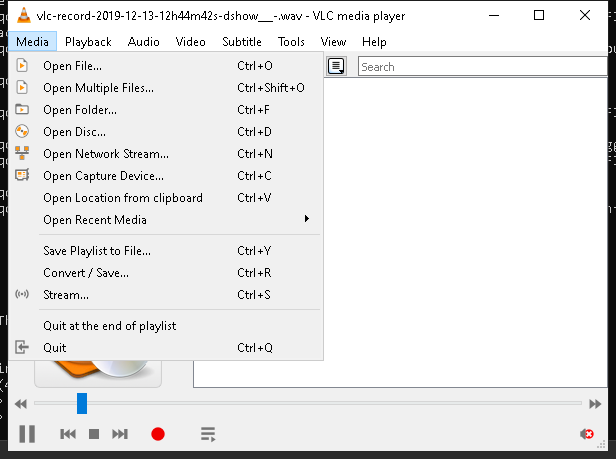 vlc-record-2019-12-13-12h44m42s-dshow__-.wav - VLC media player
Media Playback Audio Video Subtitle Tools View Help
Search
Open File... Ctrl+O
Open Multiple Files... Ctrl+Shift+O
Open Folder... Ctrl+F
Open Disc... Ctrl+D
Open Network Stream... Ctrl+N
Open Capture Device... Ctrl+C
Open Location from clipboard Ctrl+V
Open Recent Media
Save Playlist to File... Ctrl+Y
Convert / Save... Ctrl+R
Stream... Ctrl+S
Quit at the end of playlist
Quit Ctrl+Q